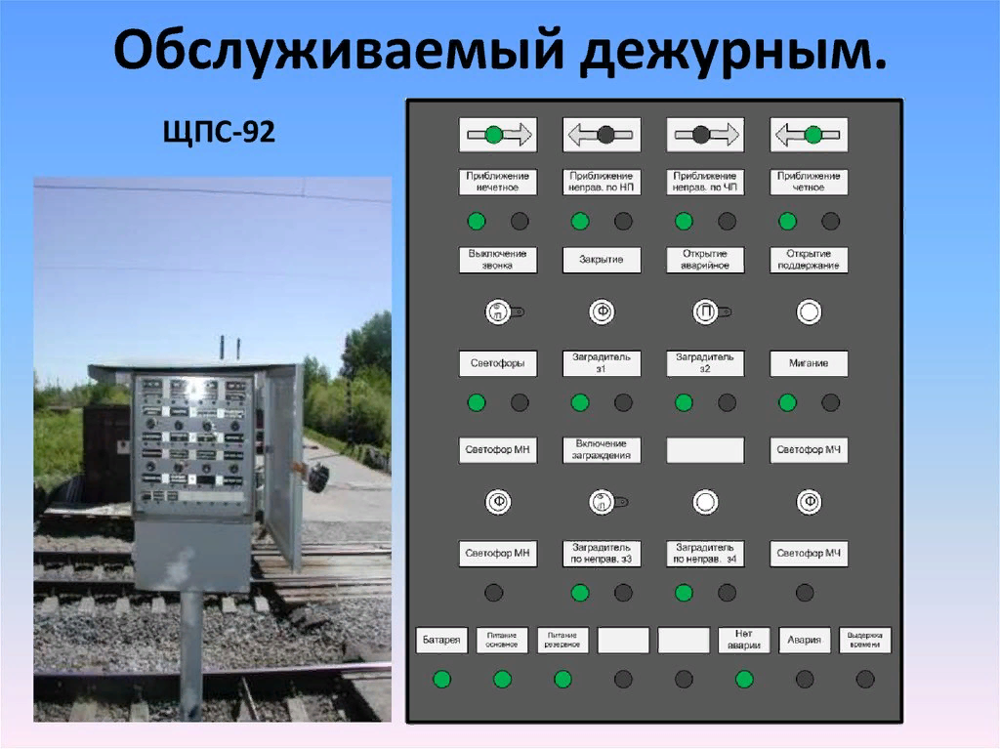 Обслуживаемый дежурным.
ЩПС-92
Приближение нечетное
Приближение неправ. по НП
Приближение неправ. по ЧП
Приближение четное
Выключение звонка
Закрытие
Открытие аварийное
Открытие поддержание
Ф
П
Светофоры
Заградитель з1
Заградитель з2
Мигание
Светофор МН
Включение заграждения
Светофор МЧ
Ф
Ф
Светофор МН
Заградитель по неправ. з3
Заградитель по неправ. з4
Светофор МЧ
Батарея
Питание основное
Питание резервное
Нет аварии
Авария
Выдержка времени